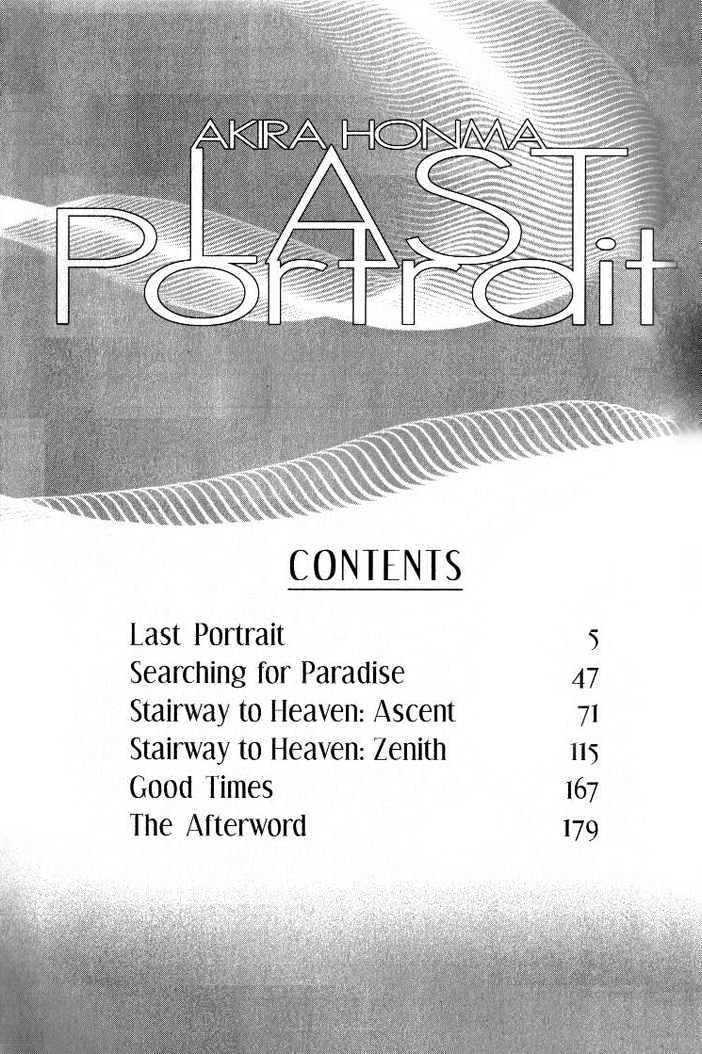 AKIRA HONMA
LAST
Portrait
CONTENTS
Last Portrait 5
Searching for Paradise 47
Stairway to Heaven: Ascent 71
Stairway to Heaven: Zenith 115
Good Times 167
The Afterword 179